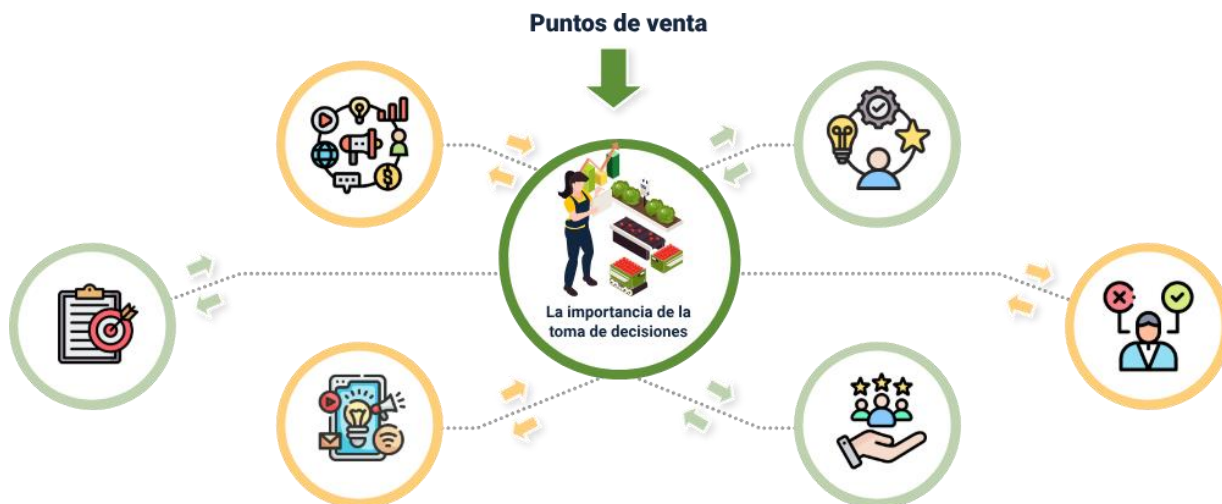 Puntos de venta
La importancia de la
toma de decisiones